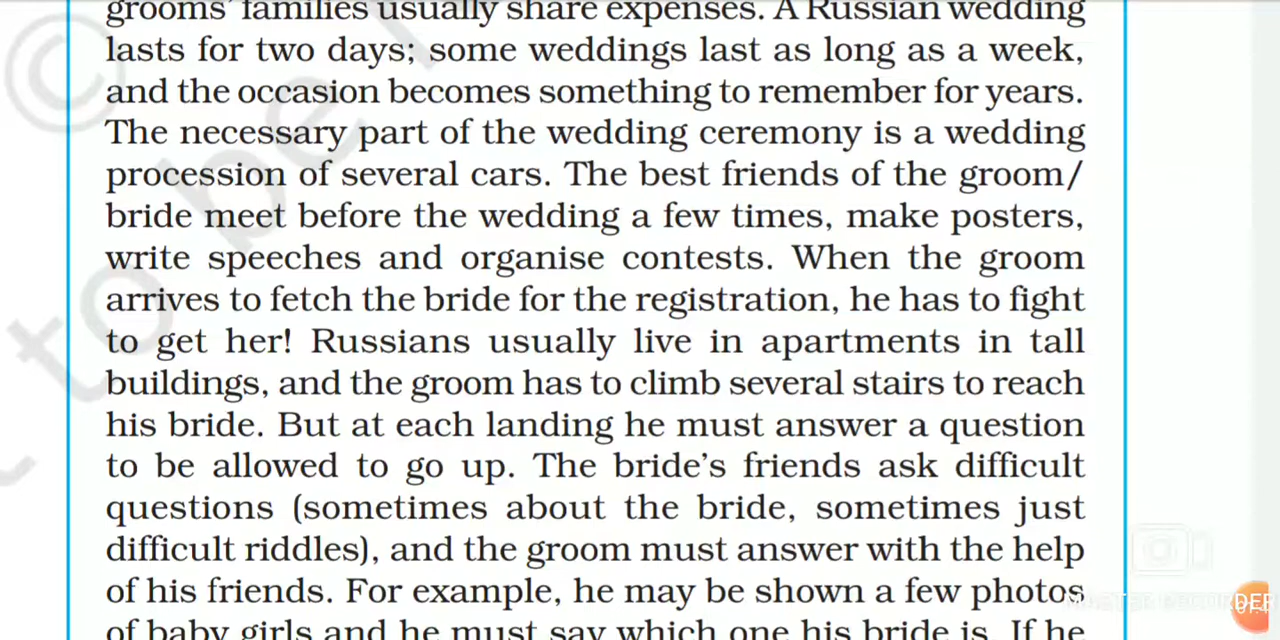 grooms' families usually share expenses. A Russian wedding
lasts for two days; some weddings last as long as a week,
and the occasion becomes something to remember for years.
The necessary part of the wedding ceremony is a wedding
procession of several cars. The best friends of the groom/
bride meet before the wedding a few times, make posters,
write speeches and organise contests. When the groom
arrives to fetch the bride for the registration, he has to fight
to get her! Russians usually live in apartments in tall
buildings, and the groom has to climb several stairs to reach
his bride. But at each landing he must answer a question
to be allowed to go up. The bride's friends ask difficult
questions (sometimes about the bride, sometimes just
difficult riddles), and the groom must answer with the help
of his friends. For example, he may be shown a few photos
of baby girls and he must say which one his bride is. If he
©
to be
RECORDER